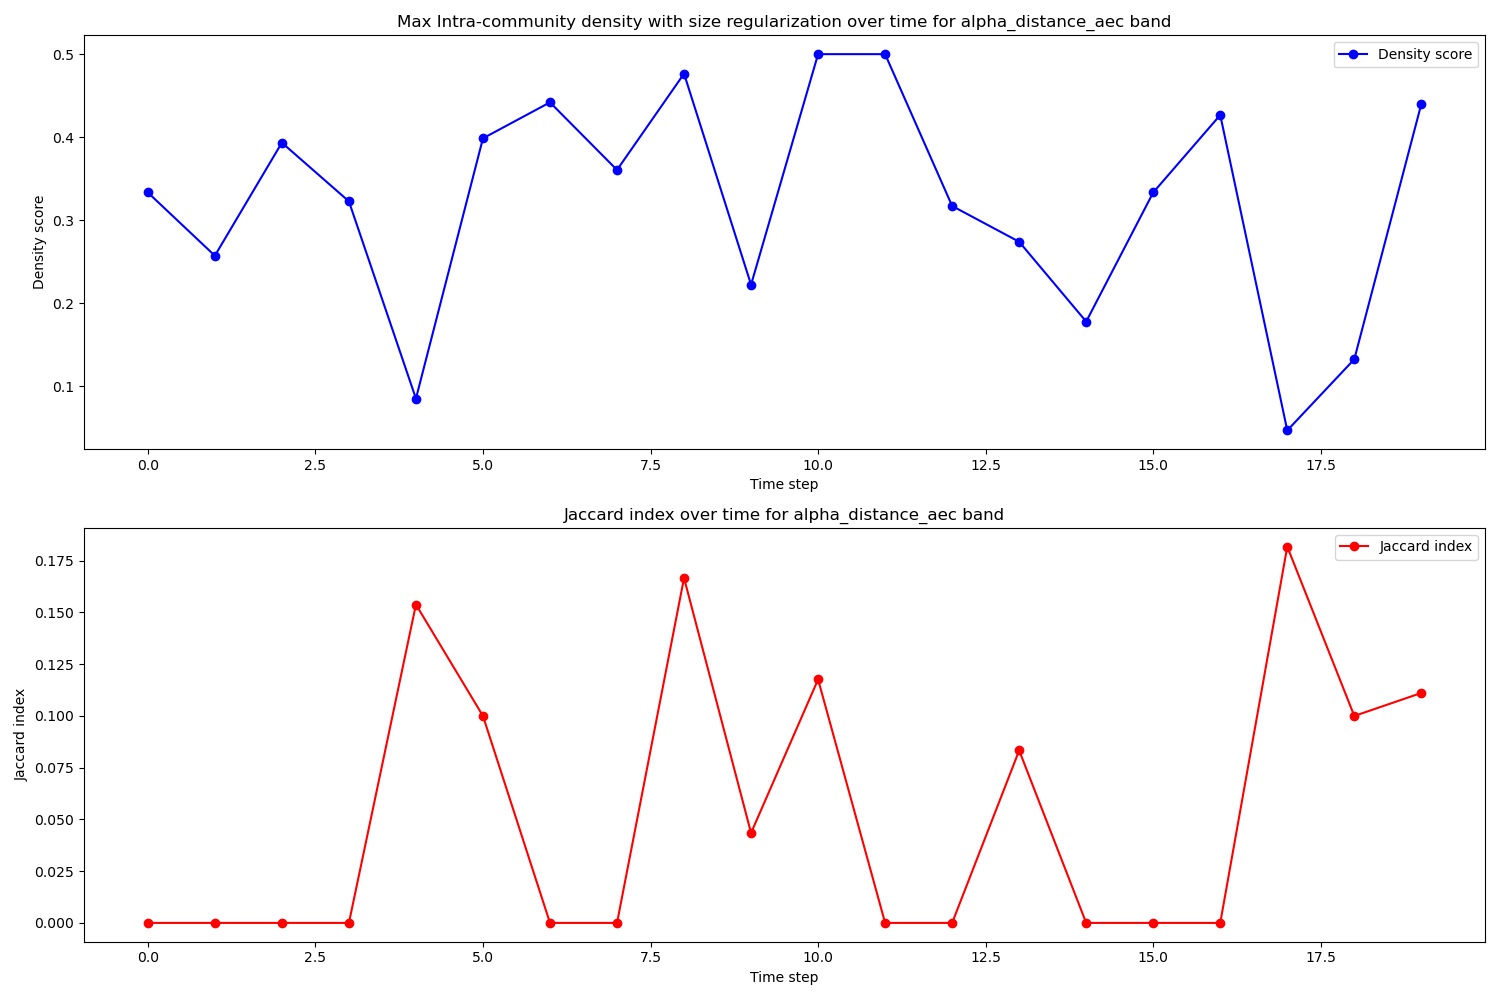 Max Intra-community density with size regularization over time for alpha_distance_aec band
Density score
0.5
0.4
0.3
0.2
0.1
Density score
0.0 2.5 5.0 7.5 10.0 12.5 15.0 17.5
Time step
Jaccard index over time for alpha_distance_aec band
Jaccard index
0.175
0.150
0.125
0.100
0.075
0.050
0.025
0.000
Jaccard index
0.0 2.5 5.0 7.5 10.0 12.5 15.0 17.5
Time step